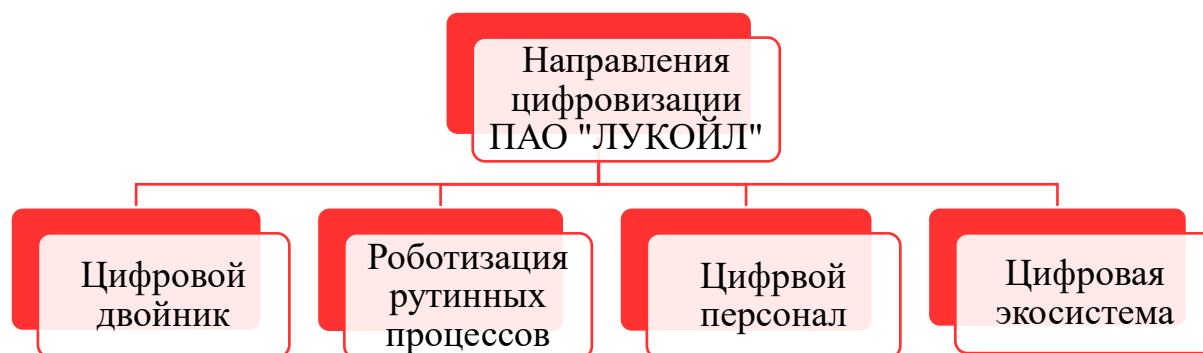 Направления
цифровизации
ПАО "ЛУКОЙЛ"
Цифровой
двойник
Роботизация
рутинных
процессов
Цифрвой
персонал
Цифровая
экосистема